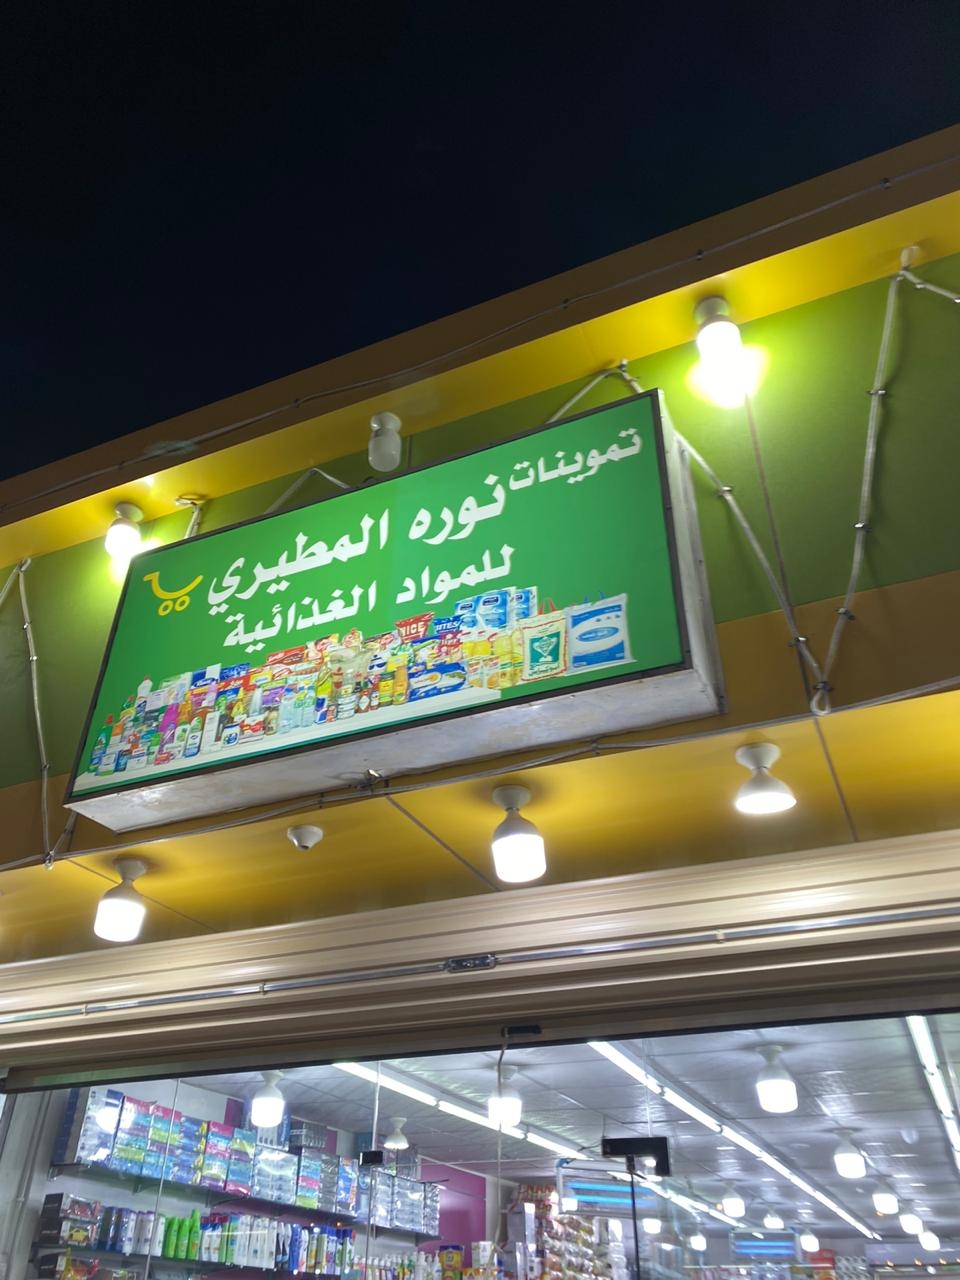 تموينات نوره المطيري
للمواد الغذائية